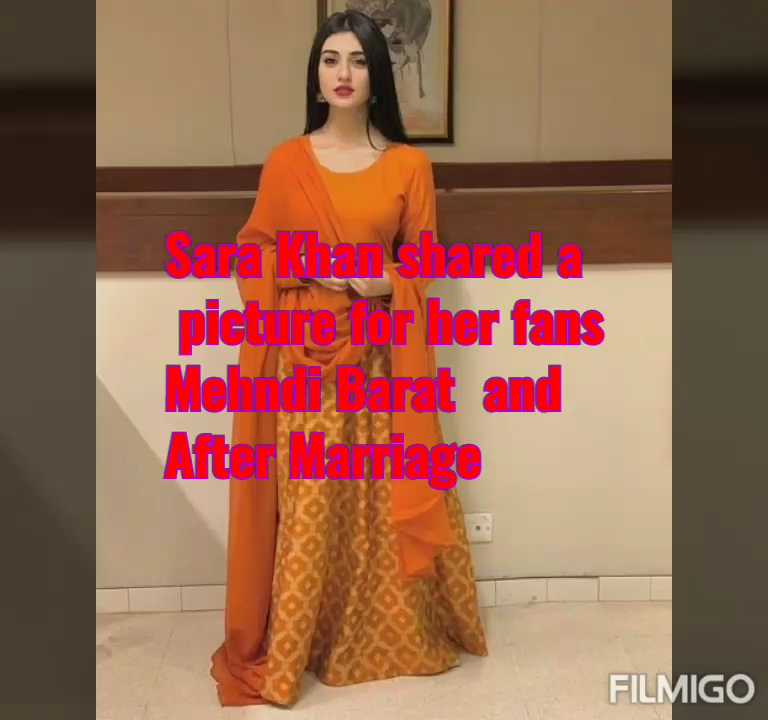 Sara Khan shared a
picture for her fans
Mehndi Barat and
After Marriage
FILMIGO